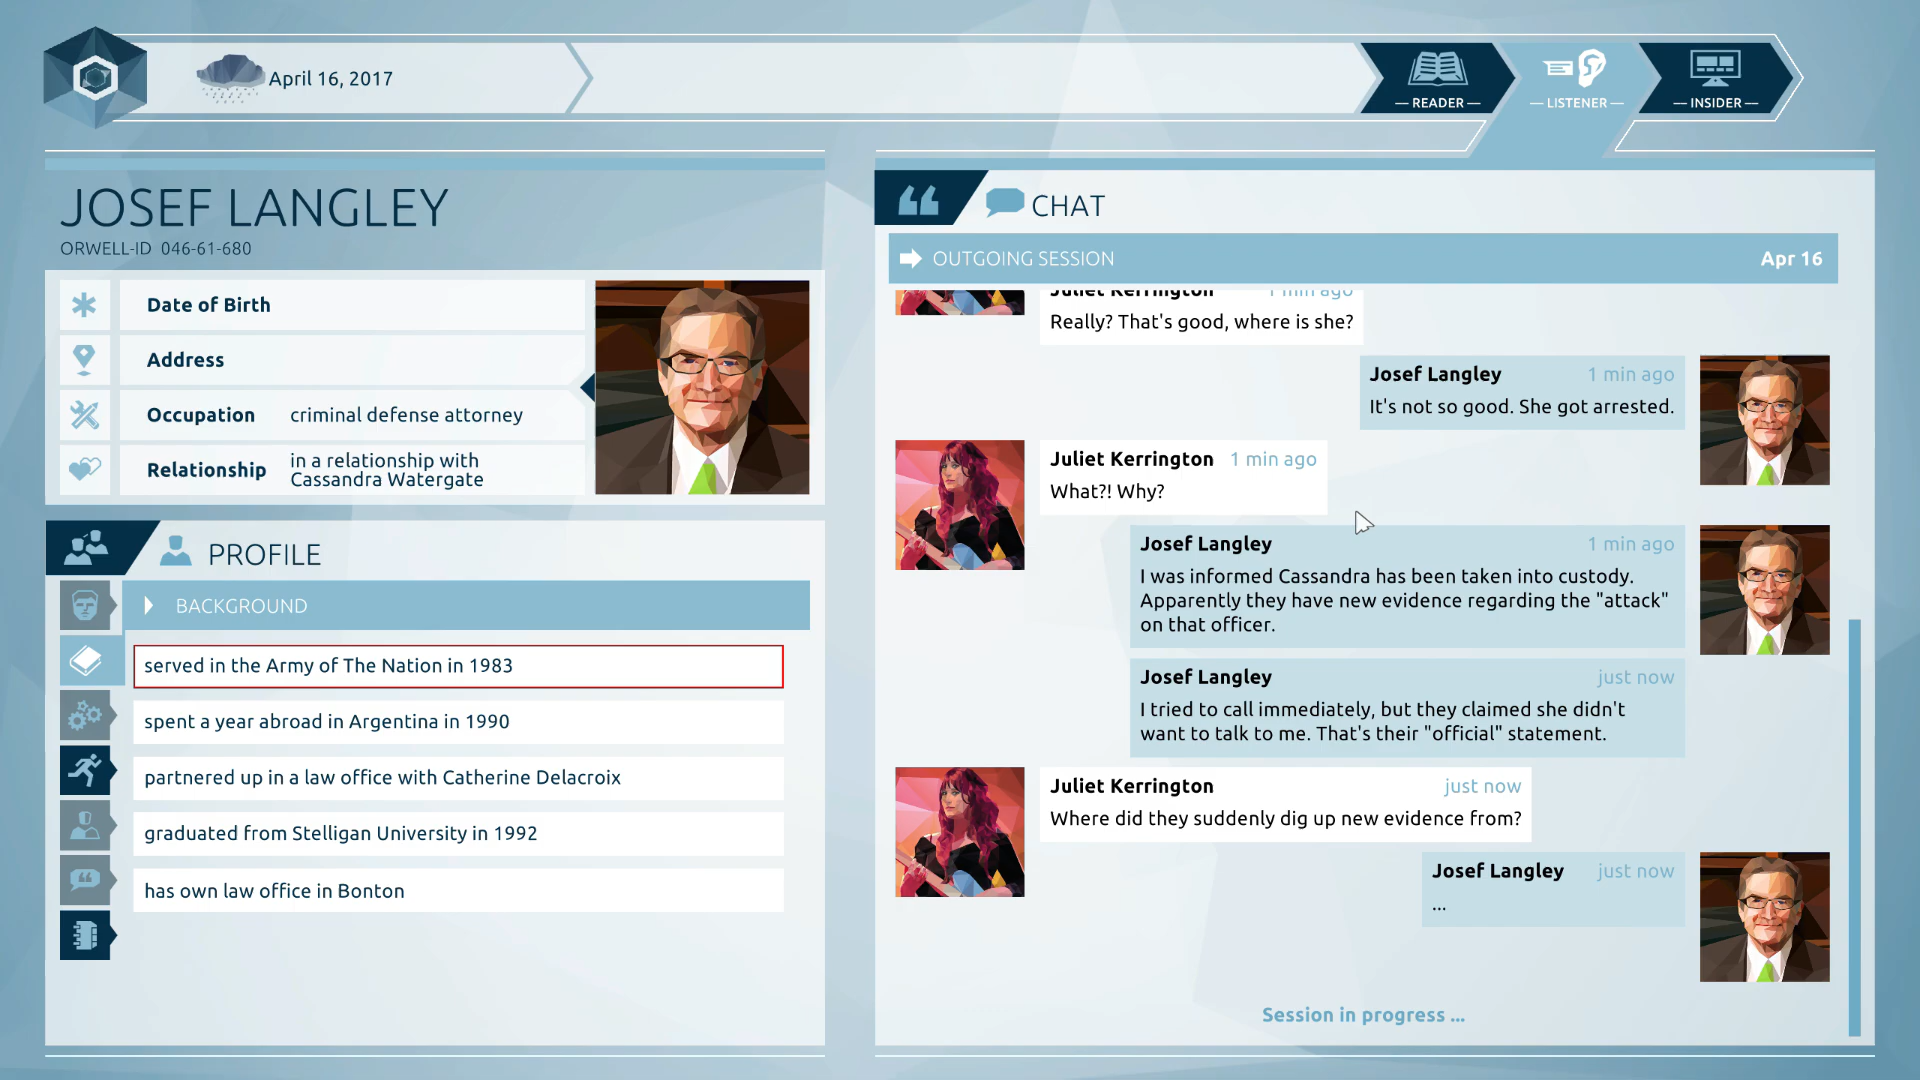 April 16, 2017
— READER —
— LISTENER —
— INSIDER —
JOSEF LANGLEY
ORWELL-ID 046-61-680
Date of Birth
Address
Occupation criminal defense attorney
Relationship in a relationship with
Cassandra Watergate
PROFILE
BACKGROUND
served in the Army of The Nation in 1983
spent a year abroad in Argentina in 1990
partnered up in a law office with Catherine Delacroix
graduated from Stelligan University in 1992
has own law office in Bonton
CHAT
OUTGOING SESSION Apr 16
Juliet Kerrington 1 min ago
Really? That's good, where is she?
Josef Langley 1 min ago
It's not so good. She got arrested.
Juliet Kerrington 1 min ago
What?! Why?
Josef Langley 1 min ago
I was informed Cassandra has been taken into custody.
Apparently they have new evidence regarding the "attack"
on that officer.
Josef Langley just now
I tried to call immediately, but they claimed she didn't
want to talk to me. That's their "official" statement.
Juliet Kerrington just now
Where did they suddenly dig up new evidence from?
Josef Langley just now
...
Session in progress ...